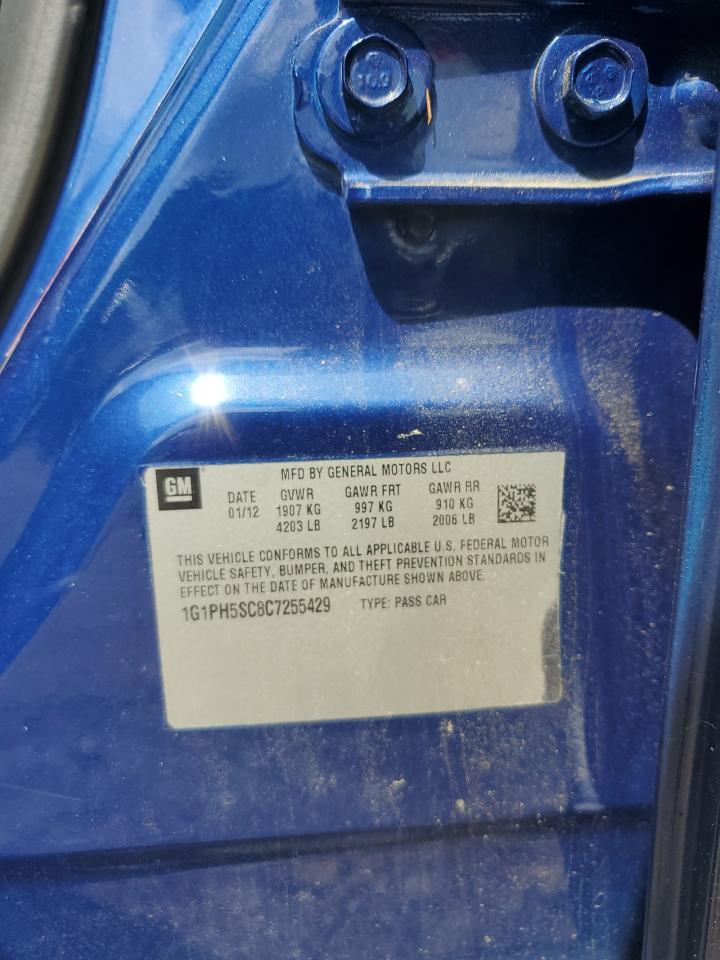 10.9
GM
MFD BY GENERAL MOTORS LLC
DATE GVWR GAWR FRT GAWR RR
01/12 1907 KG 997 KG 910 KG
4203 LB 2197 LB 2006 LB
THIS VEHICLE CONFORMS TO ALL APPLICABLE U.S. FEDERAL MOTOR
VEHICLE SAFETY, BUMPER, AND THEFT PREVENTION STANDARDS IN
EFFECT ON THE DATE OF MANUFACTURE SHOWN ABOVE.
1G1PH5SC8C7255429 TYPE: PASS CAR